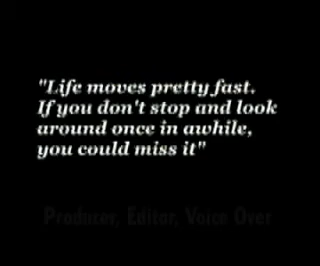 "Life moves pretty fast.
If you don't stop and look
around once in awhile,
you could miss it"
Producer, Editor, Voice Over